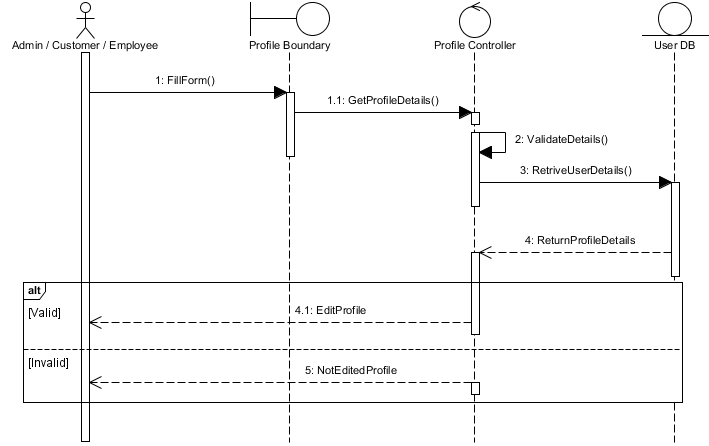 Admin / Customer / Employee
Profile Boundary
Profile Controller
User DB
1: FillForm()
1.1: GetProfileDetails()
2: ValidateDetails()
3: RetriveUserDetails()
4: ReturnProfileDetails
alt
[Valid]
4.1: EditProfile
[Invalid]
5: NotEditedProfile